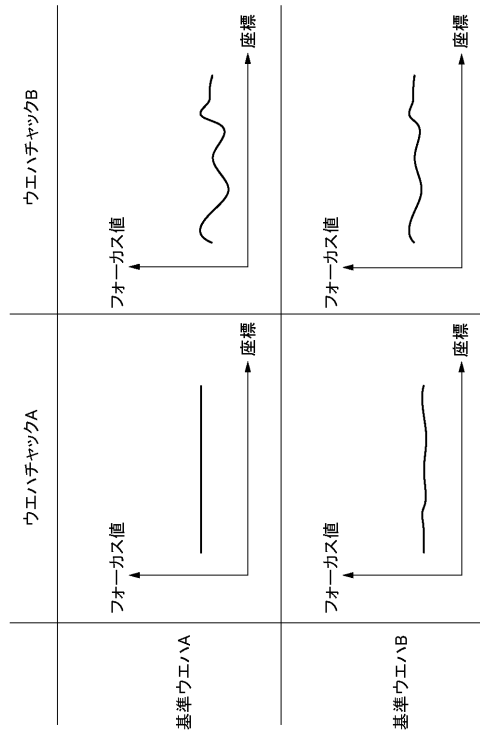 ウエハチャックA
ウエハチャックB
基準ウエハA
フォーカス値
座標
フォーカス値
座標
基準ウエハB
フォーカス値
座標
フォーカス値
座標